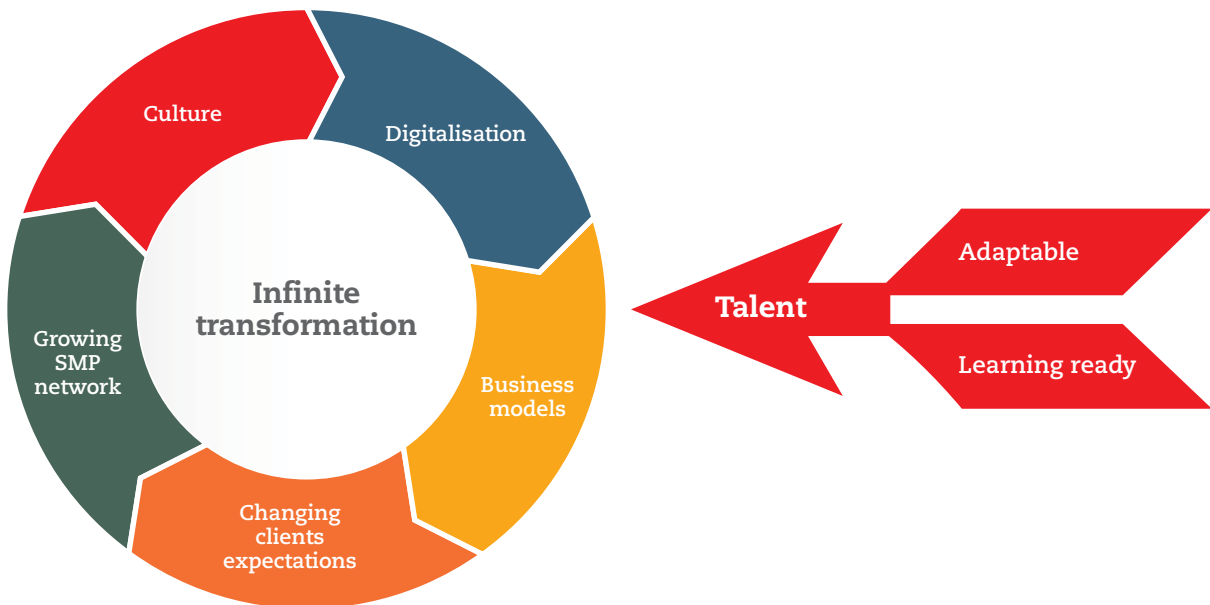 Culture
Digitalisation
Infinite
transformation
Growing
SMP
network
Business
models
Changing
clients
expectations
Talent
Adaptable
Learning ready